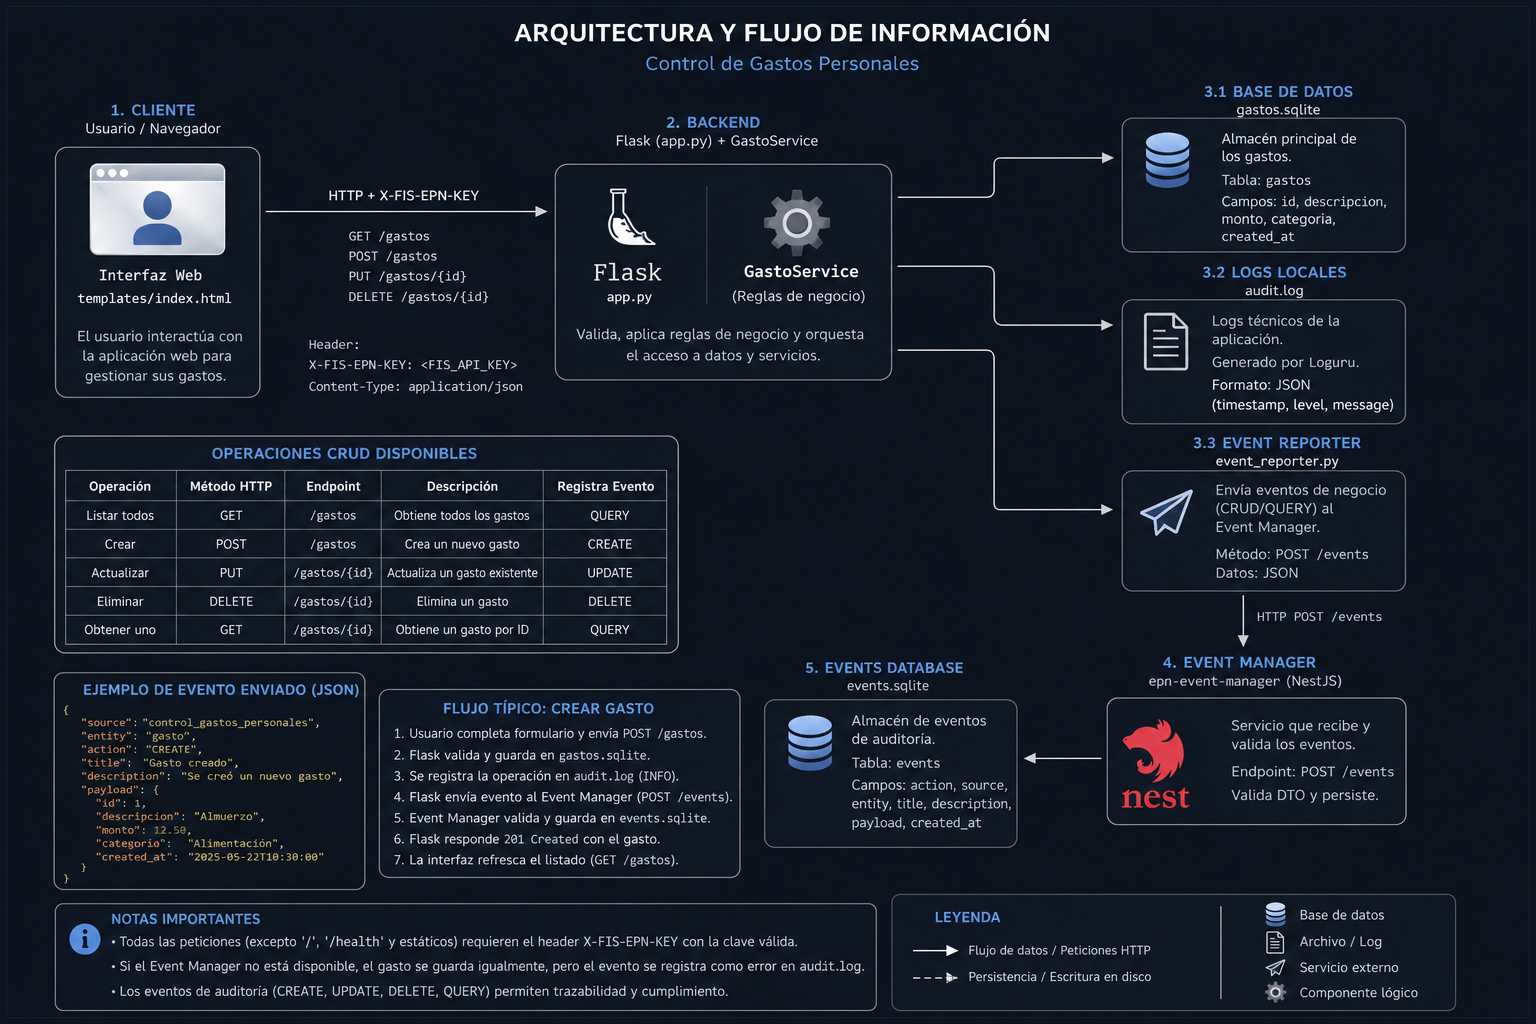 ARQUITECTURA Y FLUJO DE INFORMACIÓN
Control de Gastos Personales
1. CLIENTE
Usuario / Navegador
Interfaz Web
templates/index.html
El usuario interactúa con
la aplicación web para
gestionar sus gastos.
HTTP + X-FIS-EPN-KEY
GET /gastos
POST /gastos
PUT /gastos/{id}
DELETE /gastos/{id}
Header:
X-FIS-EPN-KEY: <FIS_API_KEY>
Content-Type: application/json
2. BACKEND
Flask (app.py) + GastoService
Flask
app.py
GastoService
(Reglas de negocio)
Valida, aplica reglas de negocio y orquesta
el acceso a datos y servicios.
3.1 BASE DE DATOS
gastos.sqlite
Almacén principal de
los gastos.
Tabla: gastos
Campos: id, descripcion,
monto, categoria,
created_at
3.2 LOGS LOCALES
audit.log
Logs técnicos de la
aplicación.
Generado por Loguru.
Formato: JSON
(timestamp, level, message)
3.3 EVENT REPORTER
event_reporter.py
Envía eventos de negocio
(CRUD/QUERY) al
Event Manager.
Método: POST /events
Datos: JSON
HTTP POST /events
4. EVENT MANAGER
epn-event-manager (NestJS)
nest
Servicio que recibe y
valida los eventos.
Endpoint: POST /events
Valida DTO y persiste.
5. EVENTS DATABASE
events.sqlite
Almacén de eventos
de auditoría.
Tabla: events
Campos: action, source,
entity, title, description,
payload, created_at
OPERACIONES CRUD DISPONIBLES
Operación Método HTTP Endpoint Descripción Registra Evento
Listar todos GET /gastos Obtiene todos los gastos QUERY
Crear POST /gastos Crea un nuevo gasto CREATE
Actualizar PUT /gastos/{id} Actualiza un gasto existente UPDATE
Eliminar DELETE /gastos/{id} Elimina un gasto DELETE
Obtener uno GET /gastos/{id} Obtiene un gasto por ID QUERY
EJEMPLO DE EVENTO ENVIADO (JSON)
{
"source": "control_gastos_personales",
"entity": "gasto",
"action": "CREATE",
"title": "Gasto creado",
"description": "Se creó un nuevo gasto",
"payload": {
"id": 1,
"descripcion": "Almuerzo",
"monto": 12.50,
"categorio": "Alimentación",
"created_at": "2025-05-22T10:30:00"
}
}
FLUJO TÍPICO: CREAR GASTO
1. Usuario completa formulario y envía POST /gastos.
2. Flask valida y guarda en gastos.sqlite.
3. Se registra la operación en audit.log (INFO).
4. Flask envía evento al Event Manager (POST /events).
5. Event Manager valida y guarda en events.sqlite.
6. Flask responde 201 Created con el gasto.
7. La interfaz refresca el listado (GET /gastos).
NOTAS IMPORTANTES
i
• Todas las peticiones (excepto '/', '/health' y estáticos) requieren el header X-FIS-EPN-KEY con la clave válida.
• Si el Event Manager no está disponible, el gasto se guarda igualmente, pero el evento se registra como error en audit.log.
• Los eventos de auditoría (CREATE, UPDATE, DELETE, QUERY) permiten trazabilidad y cumplimiento.
LEYENDA
Flujo de datos / Peticiones HTTP
Persistencia / Escritura en disco
Base de datos
Archivo / Log
Servicio externo
Componente lógico